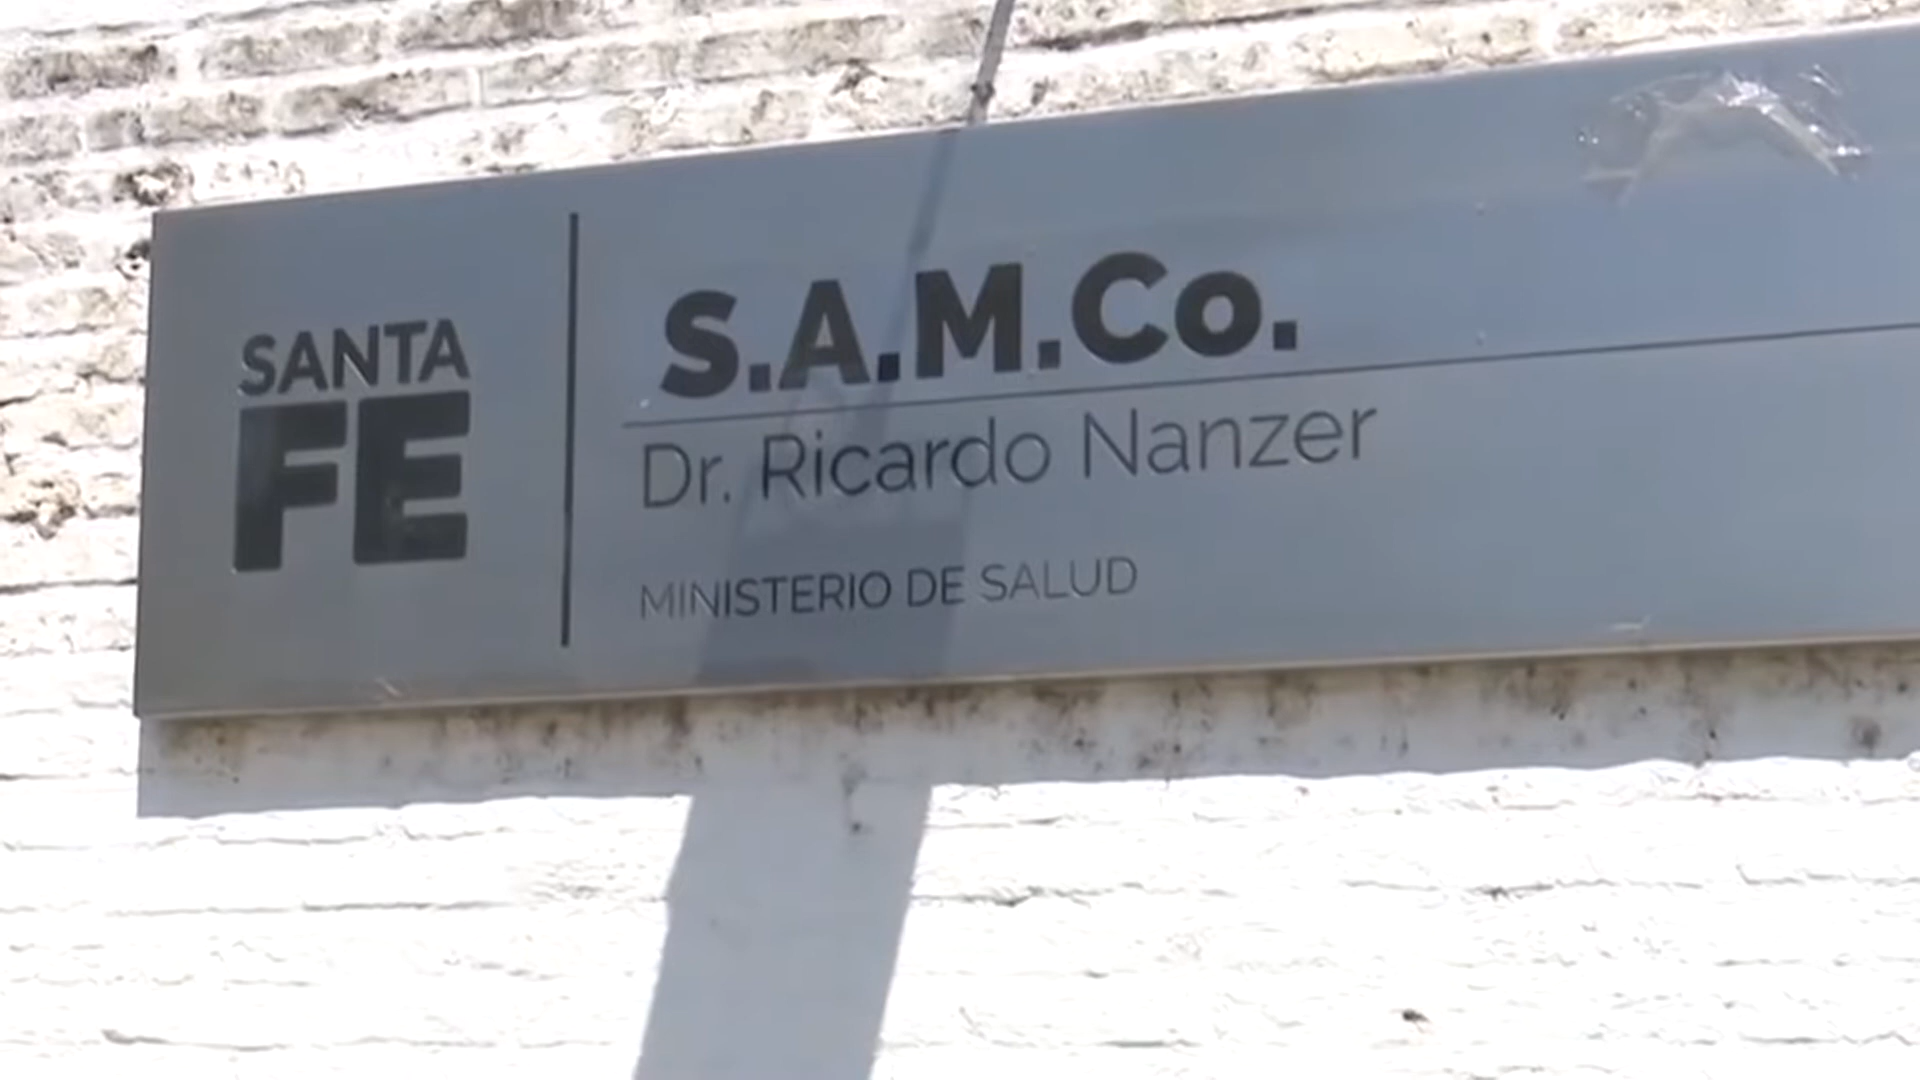 SANTA
FE
S.A.M.Co.
Dr. Ricardo Nanzer
MINISTERIO DE SALUD